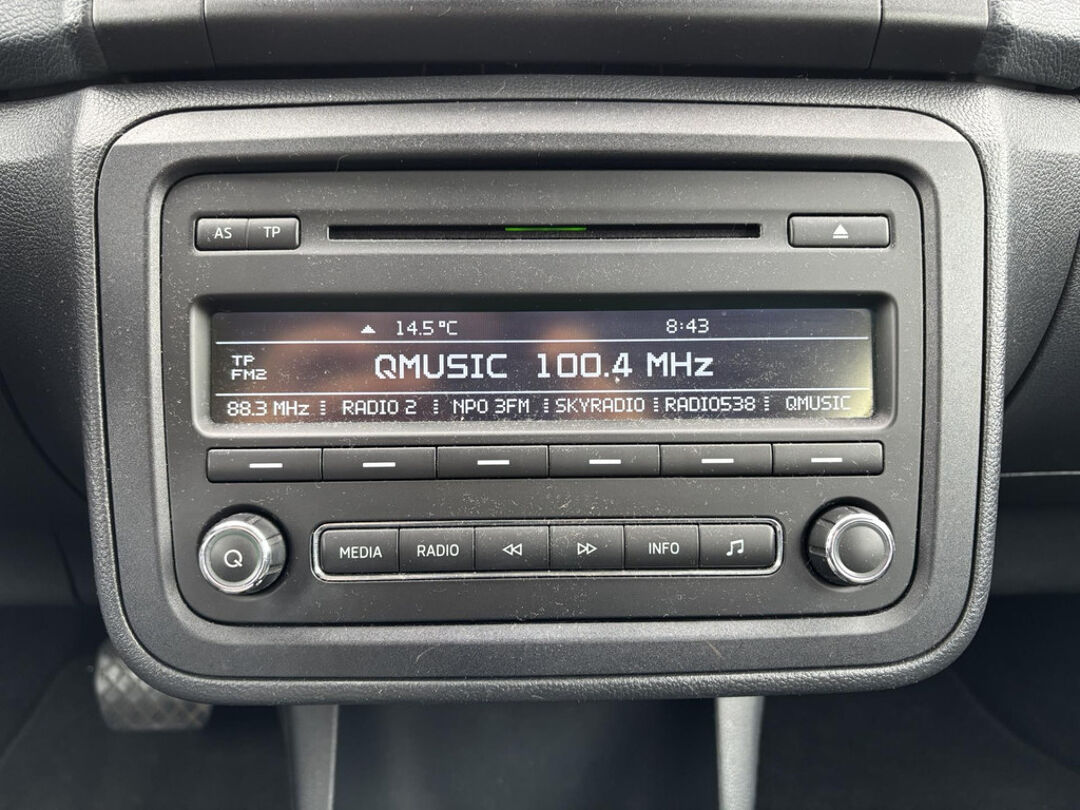 AS TP
14.5 °C 8:43
TP
FM2
QMUSIC 100.4 MHz
88.3 MHz RADIO 2 NPO 3FM SKYRADIO RADIO538 QMUSIC
MEDIA RADIO INFO